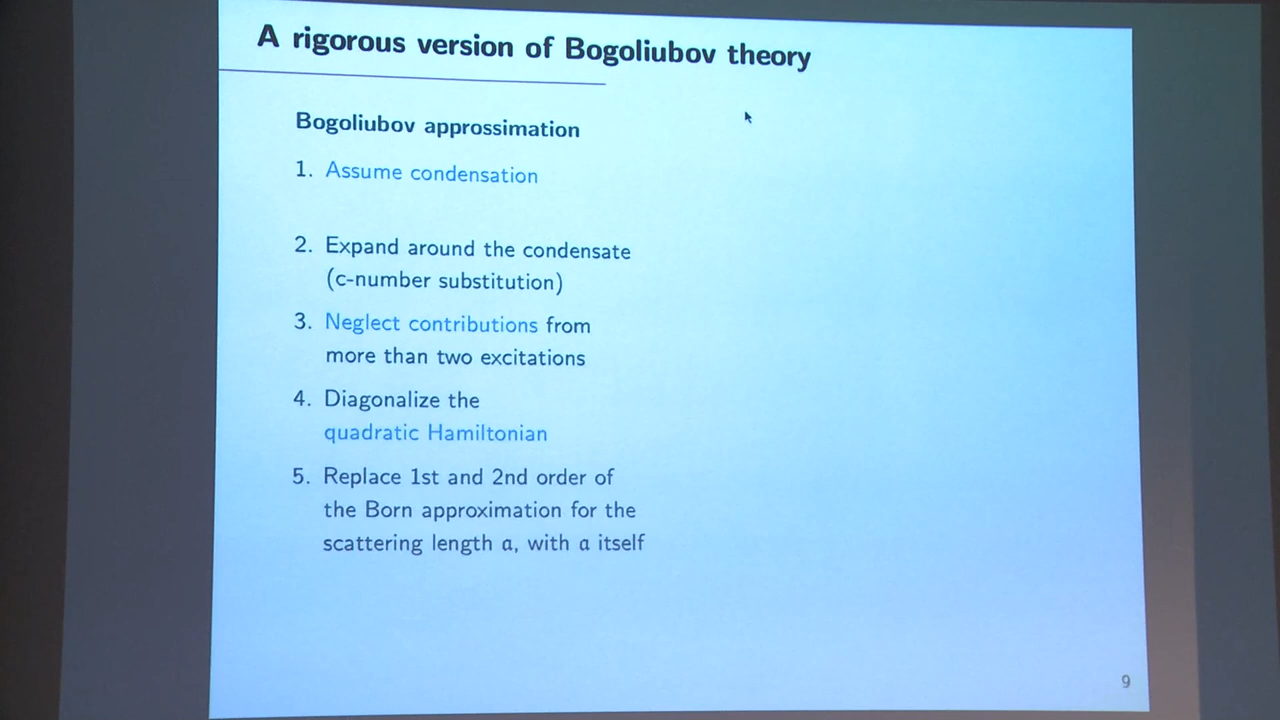 A rigorous version of Bogoliubov theory
Bogoliubov approssimation
1. Assume condensation
2. Expand around the condensate
(c-number substitution)
3. Neglect contributions from
more than two excitations
4. Diagonalize the
quadratic Hamiltonian
5. Replace 1st and 2nd order of
the Born approximation for the
scattering length a, with a itself
9